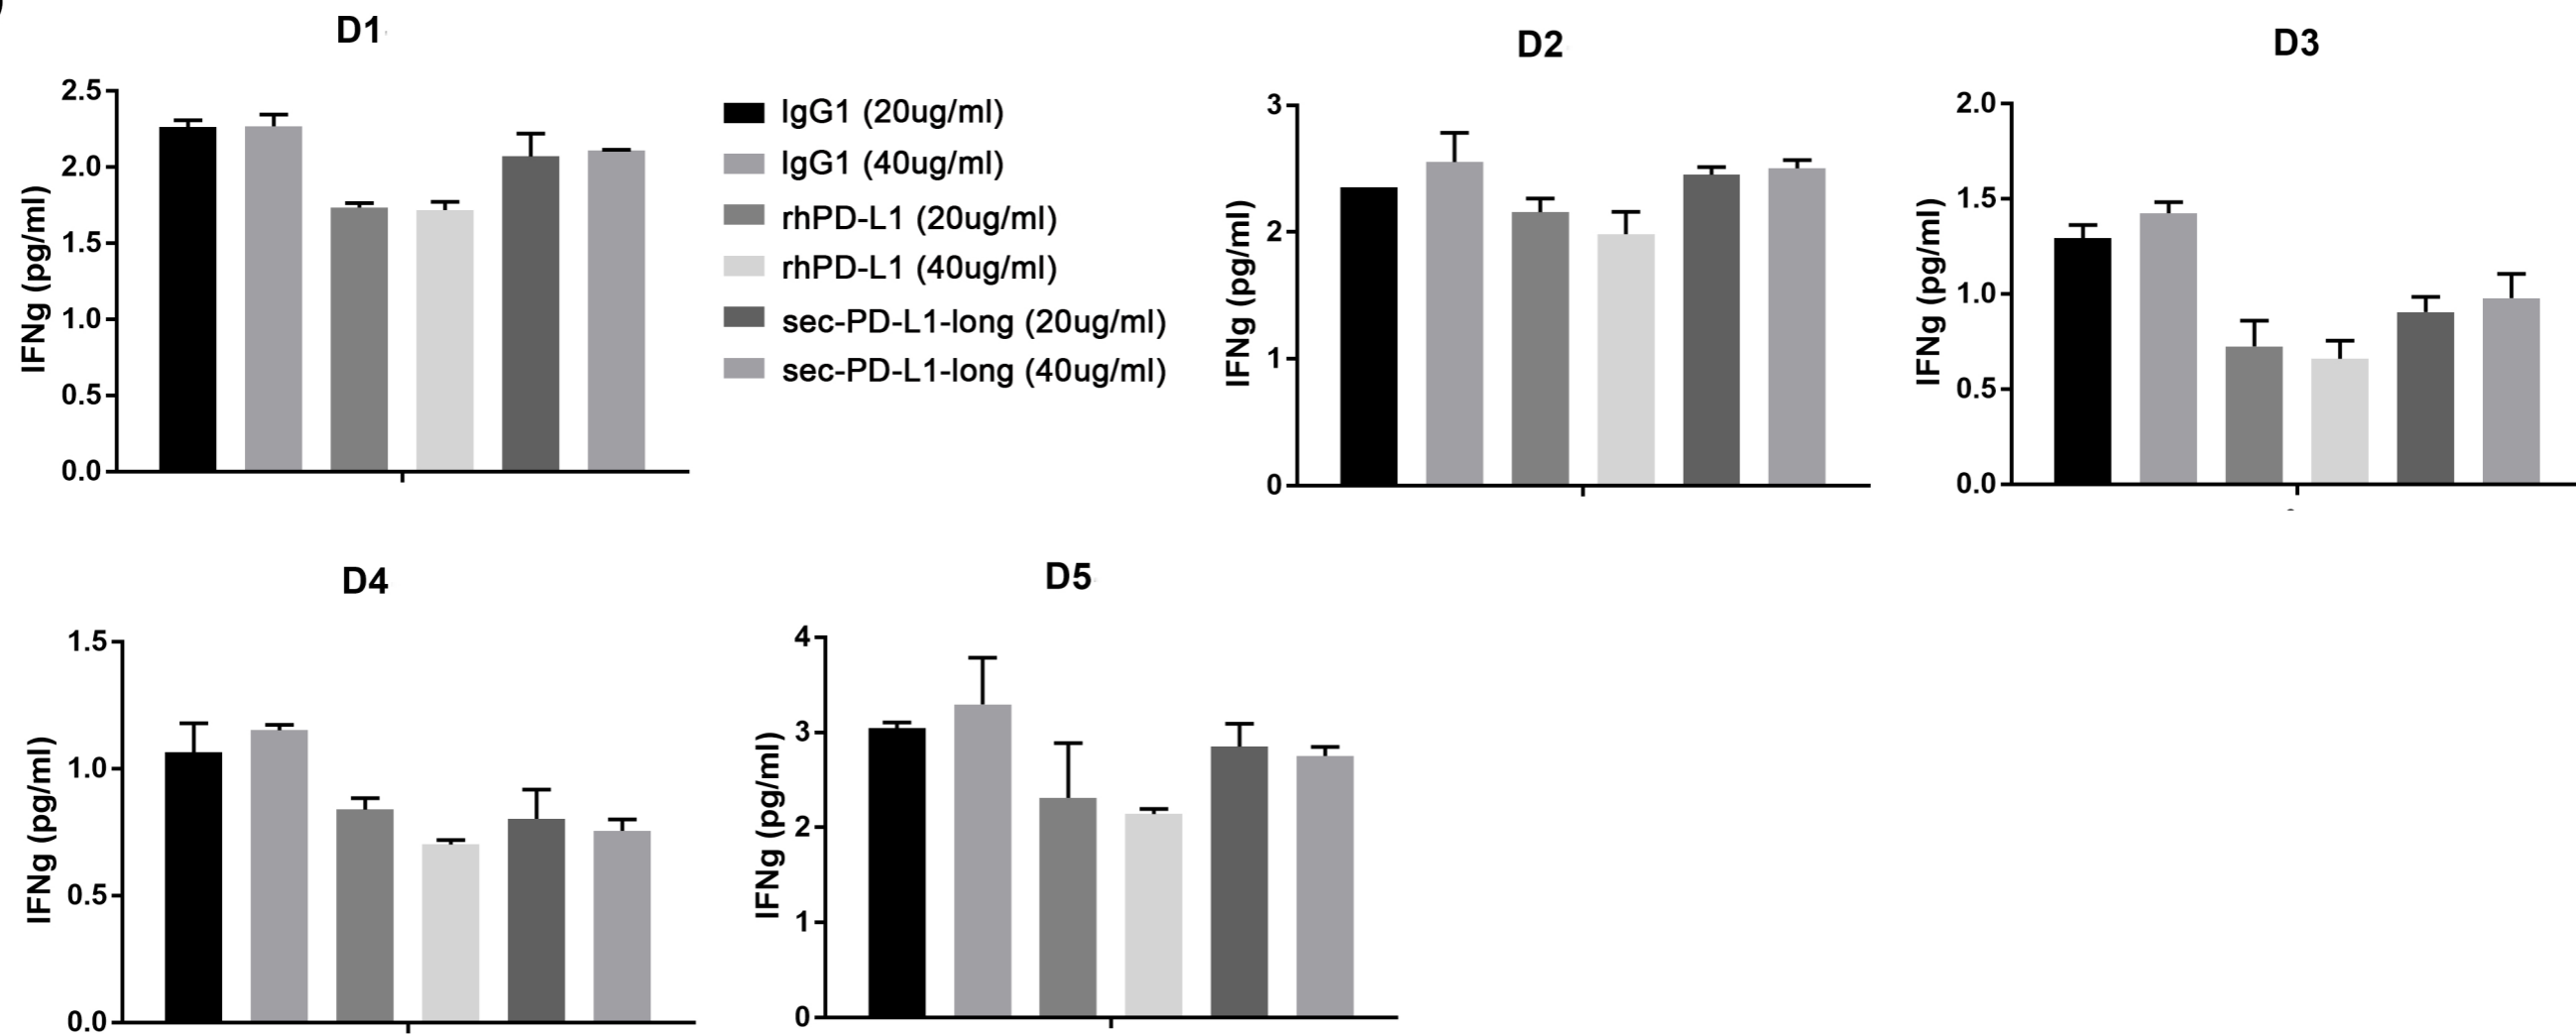 )
D1
2.5
2.0
1.5
1.0
0.5
0.0
IFNg (pg/ml)
IgG1 (20ug/ml)
IgG1 (40ug/ml)
rhPD-L1 (20ug/ml)
rhPD-L1 (40ug/ml)
sec-PD-L1-long (20ug/ml)
sec-PD-L1-long (40ug/ml)
D2
3
2
1
0
IFNg (pg/ml)
D3
2.0
1.5
1.0
0.5
0.0
IFNg (pg/ml)
D4
1.5
1.0
0.5
0.0
IFNg (pg/ml)
D5
4
3
2
1
0
IFNg (pg/ml)